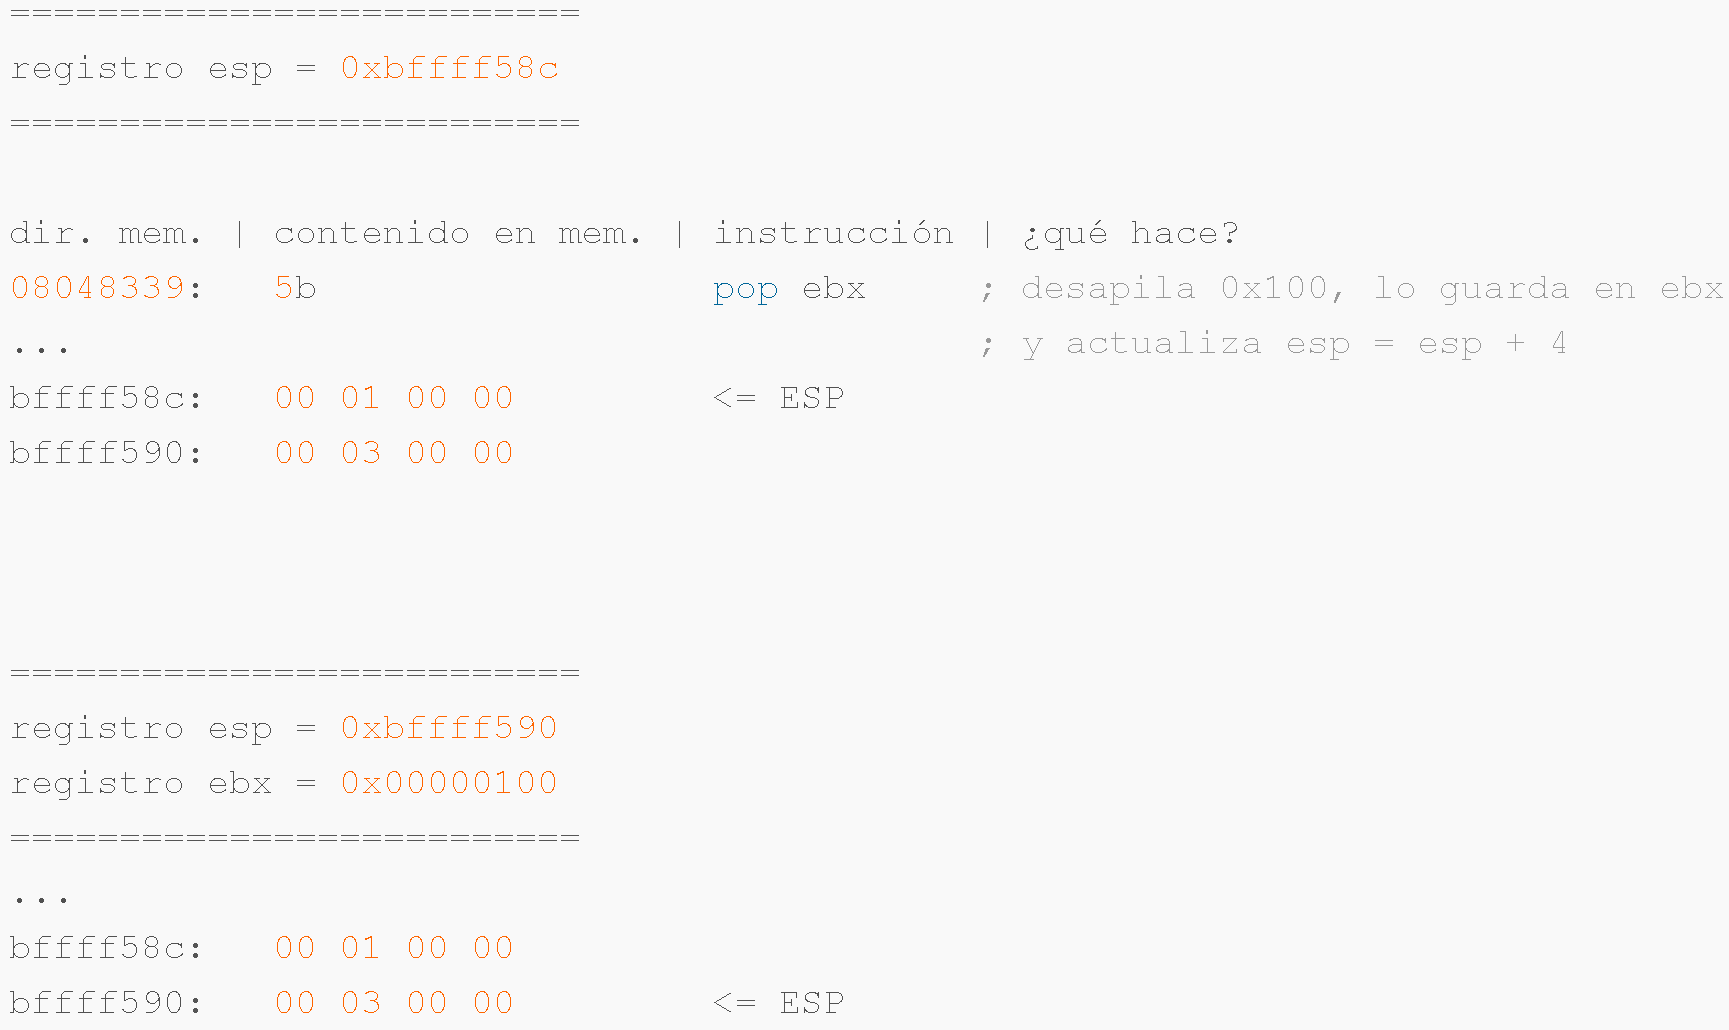 ==========================
registro esp = 0xbffff58c
==========================
dir. mem. | contenido en mem. | instrucción | ¿qué hace?
08048339:   5b                  pop ebx     ; desapila 0x100, lo guarda en ebx
...                                         ; y actualiza esp = esp + 4
bffff58c:   00 01 00 00         <= ESP
bffff590:   00 03 00 00
==========================
registro esp = 0xbffff590
registro ebx = 0x00000100
==========================
...
bffff58c:   00 01 00 00
bffff590:   00 03 00 00         <= ESP